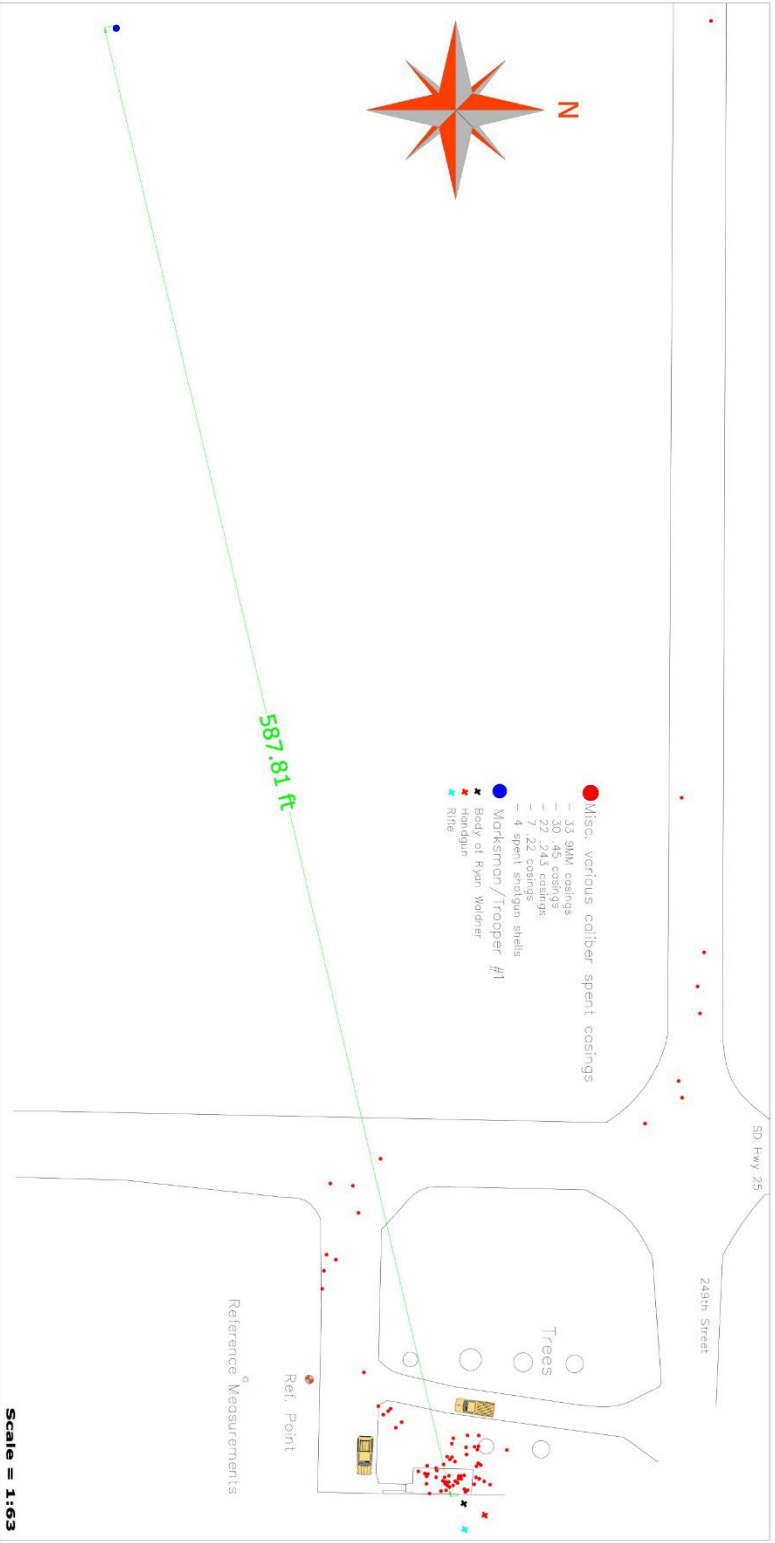 N
587.81 ft
Misc. various caliber spent casings
- 33 9MM casings
- 30 .45 casings
- 22 .243 casings
- 7 .22 casings
- 4 spent shotgun shells
Marksman/Trooper #1
Body of Ryan Waldner
Handgun
Rifle
SD Hwy 25
249th Street
Trees
Ref. Point
Reference Measurements
Scale = 1:63